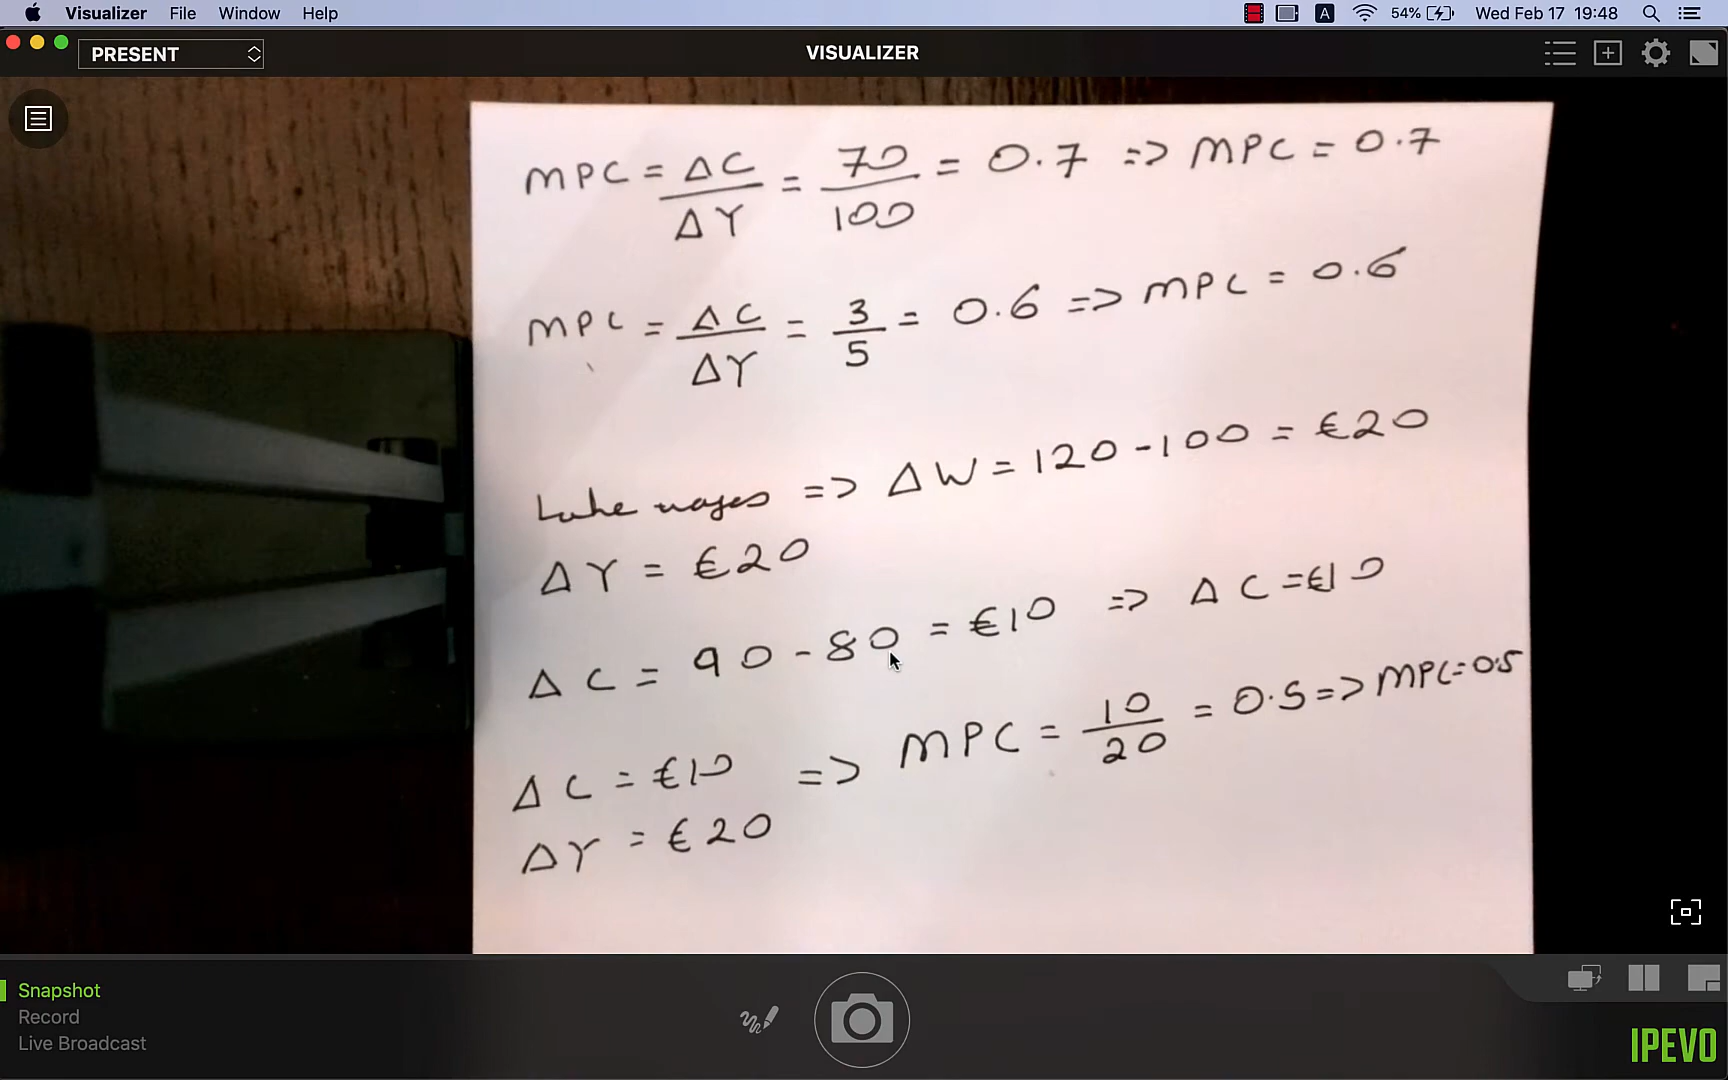 Visualizer File Window Help
A 54% Wed Feb 17 19:48
PRESENT
VISUALIZER
MPC = ΔC/ΔY = 70/100 = 0.7 => MPC = 0.7
MPC = ΔC/ΔY = 3/5 = 0.6 => MPC = 0.6
Luke wages => ΔW = 120 - 100 = €20
ΔY = €20
ΔC = 90 - 80 = €10 => ΔC = €10
ΔC = €10 => MPC = 10/20 = 0.5 => MPC = 0.5
ΔY = €20
Snapshot
Record
Live Broadcast
IPEVO